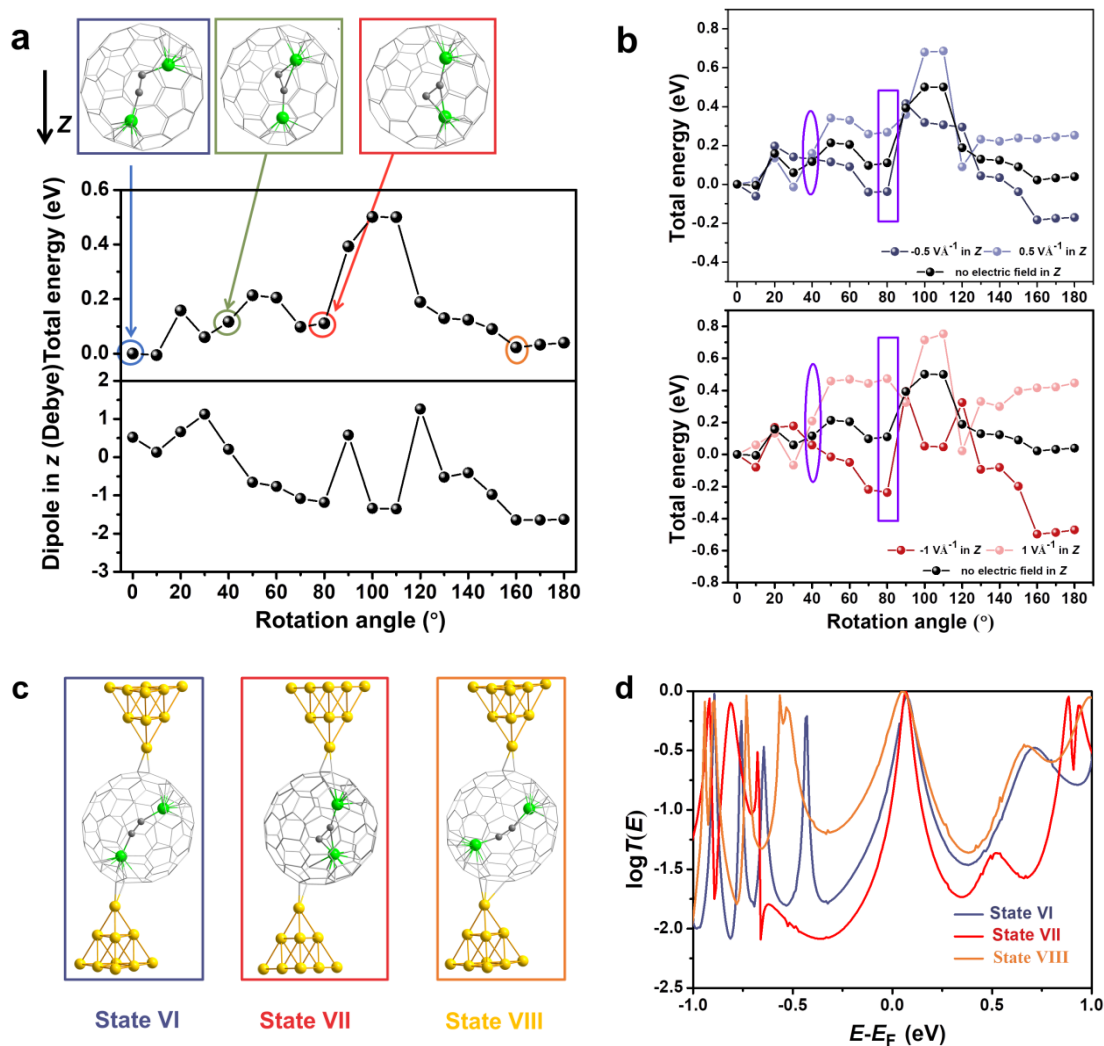 a
Z
Total energy (eV)
0.6
0.4
0.2
0.0
Dipole in z (Debye)
2
1
0
-1
-2
-3
0 20 40 60 80 100 120 140 160 180
Rotation angle (°)
b
Total energy (eV)
0.8
0.6
0.4
0.2
0.0
-0.2
-0.4
-0.5 VÅ-1 in Z 0.5 VÅ-1 in Z
no electric field in Z
0 20 40 60 80 100 120 140 160 180
Total energy (eV)
0.8
0.6
0.4
0.2
0.0
-0.2
-0.4
-0.6
-0.8
-1 VÅ-1 in Z 1 VÅ-1 in Z
no electric field in Z
0 20 40 60 80 100 120 140 160 180
Rotation angle (°)
c
State VI State VII State VIII
d
logT(E)
0.0
-0.5
-1.0
-1.5
-2.0
-2.5
State VI
State VII
State VIII
-1.0 -0.5 0.0 0.5 1.0
E-EF (eV)